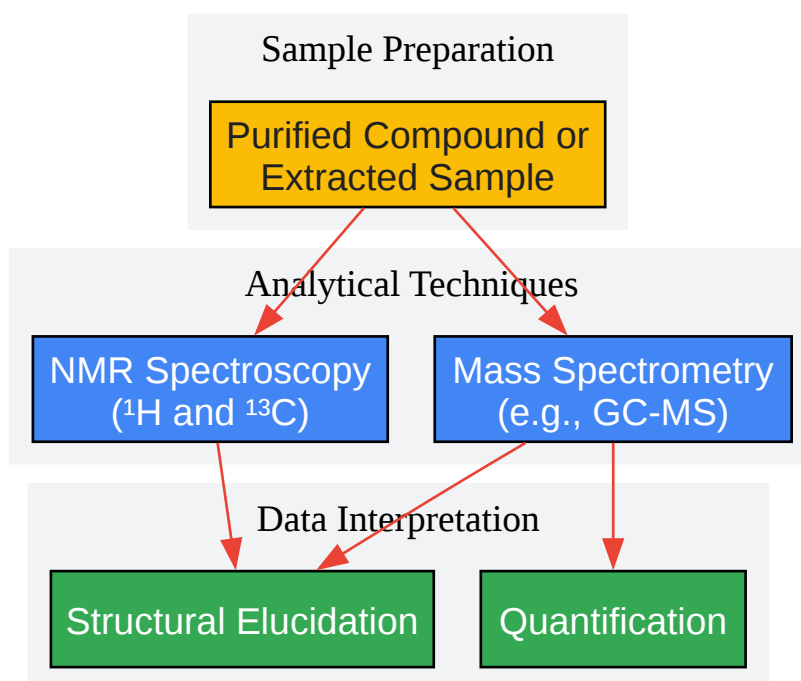 Sample Preparation
Purified Compound or
Extracted Sample
Analytical Techniques
NMR Spectroscopy
(¹H and ¹³C)
Mass Spectrometry
(e.g., GC-MS)
Data Interpretation
Structural Elucidation
Quantification